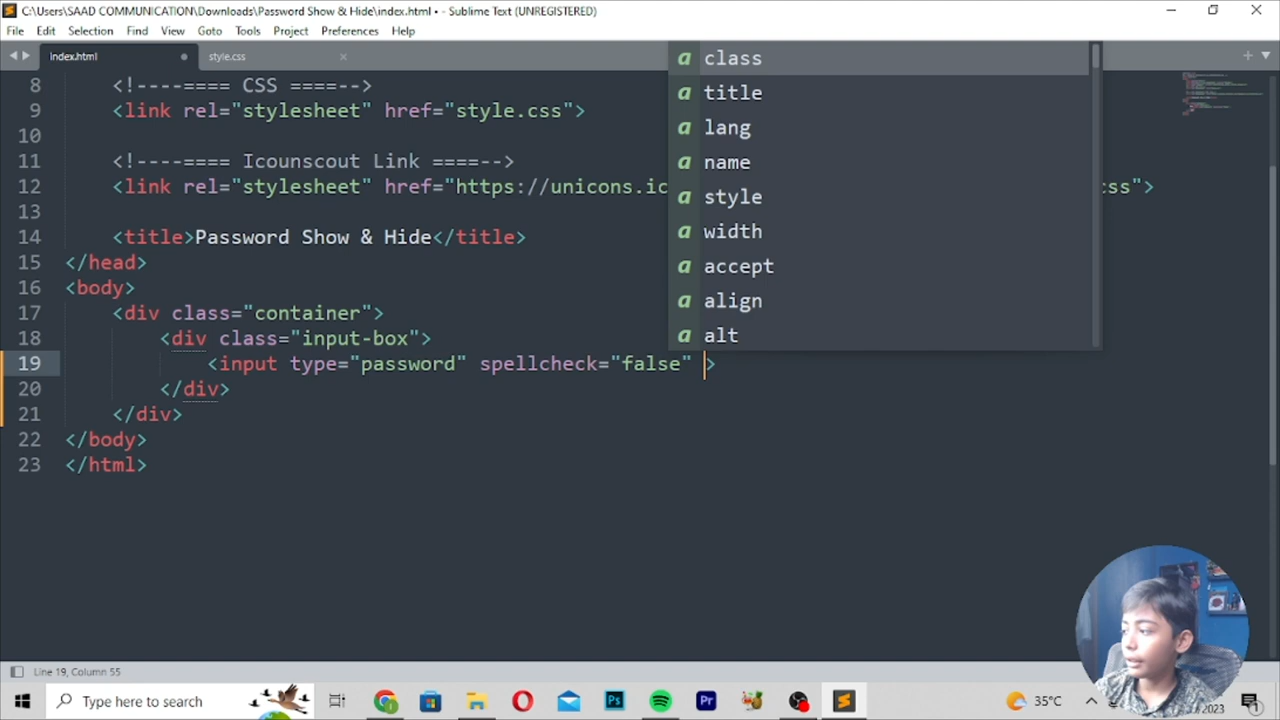 C:\Users\SAAD COMMUNICATION\Downloads\Password Show & Hide\index.html • - Sublime Text (UNREGISTERED)
File Edit Selection Find View Goto Tools Project Preferences Help
index.html style.css
8 <!----==== CSS ====-->
9 <link rel="stylesheet" href="style.css">
10
11 <!----==== Icounscout Link ====-->
12 <link rel="stylesheet" href="https://unicons.ic ss">
13
14 <title>Password Show & Hide</title>
15 </head>
16 <body>
17 <div class="container">
18 <div class="input-box">
19 <input type="password" spellcheck="false" >
20 </div>
21 </div>
22 </body>
23 </html>
a class
a title
a lang
a name
a style
a width
a accept
a align
a alt
Line 19, Column 55
Type here to search
Ps
Pr
35°C
2023
1